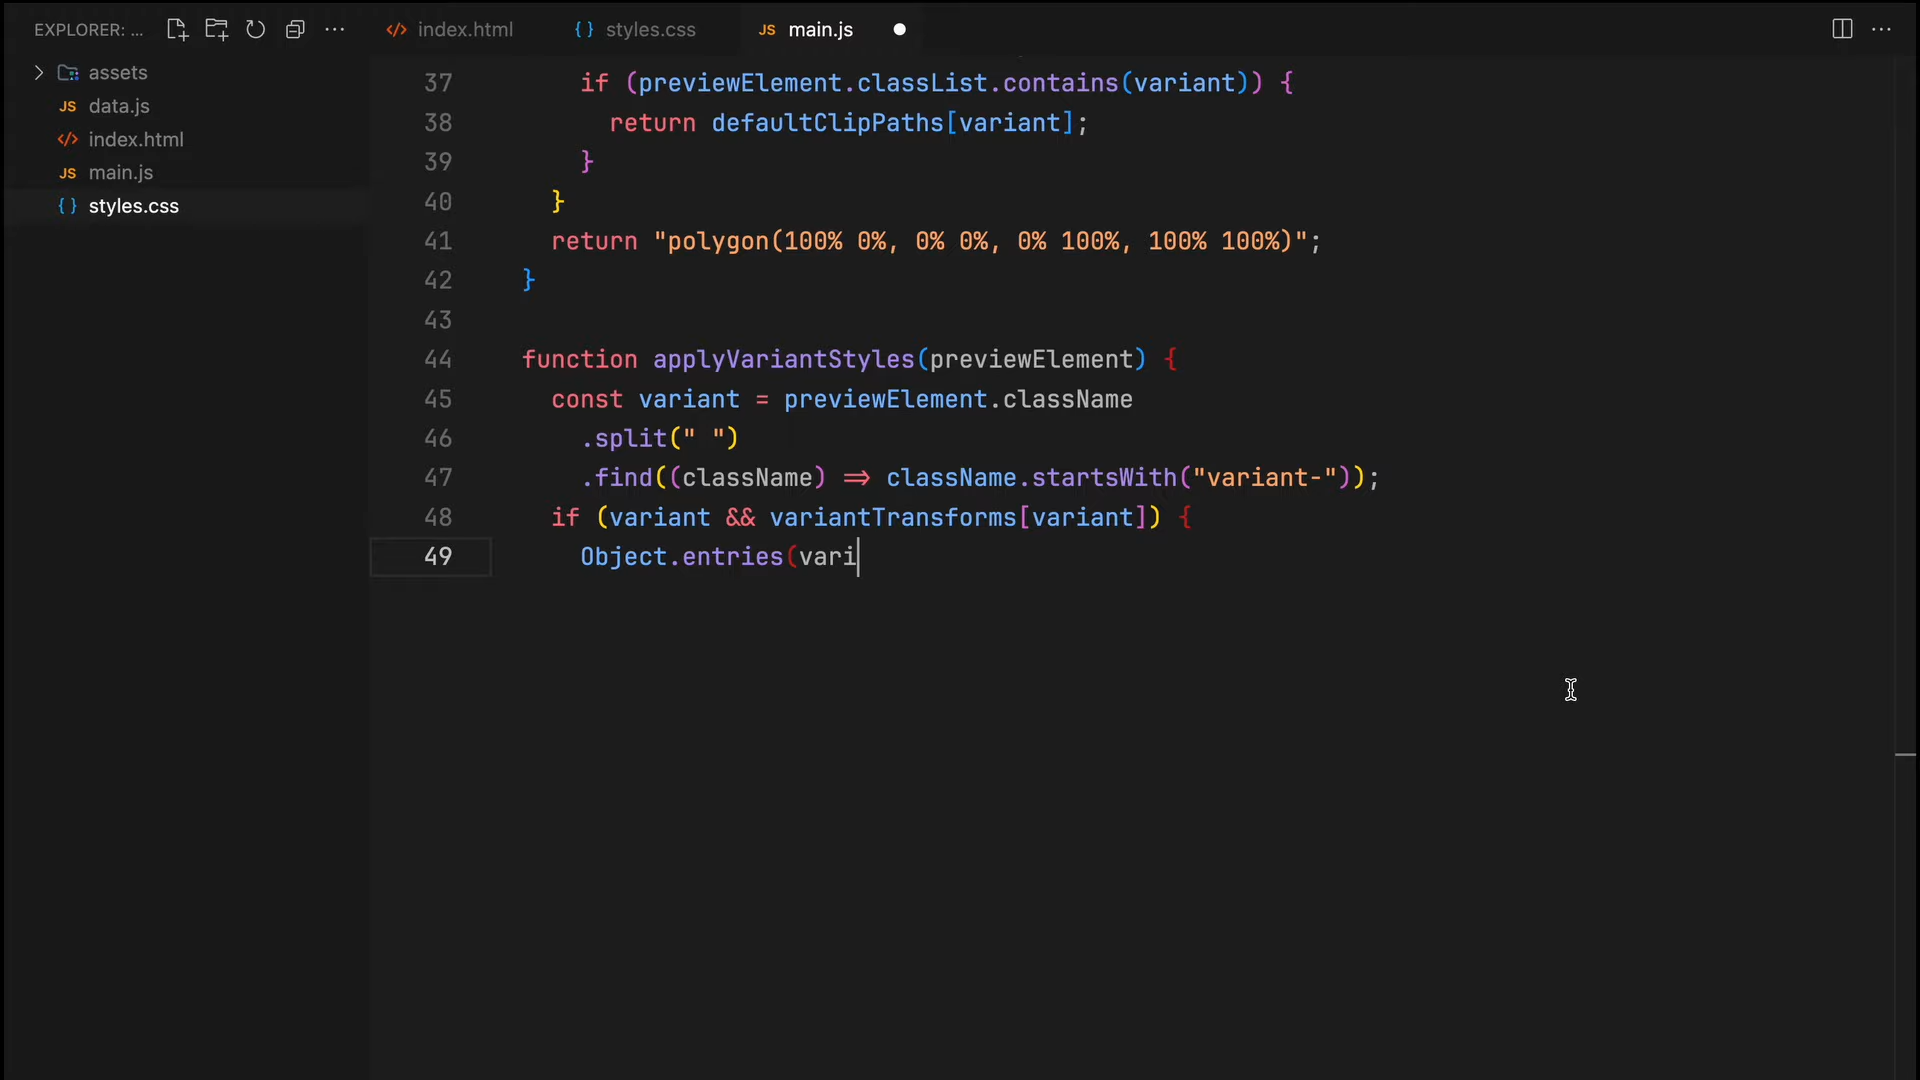 EXPLORER: ...
index.html
styles.css
JS main.js
assets
JS data.js
index.html
JS main.js
styles.css
37 if (previewElement.classList.contains(variant)) {
38 return defaultClipPaths[variant];
39 }
40 }
41 return "polygon(100% 0%, 0% 0%, 0% 100%, 100% 100%)";
42 }
43
44 function applyVariantStyles(previewElement) {
45 const variant = previewElement.className
46 .split(" ")
47 .find((className) => className.startsWith("variant-"));
48 if (variant && variantTransforms[variant]) {
49 Object.entries(vari